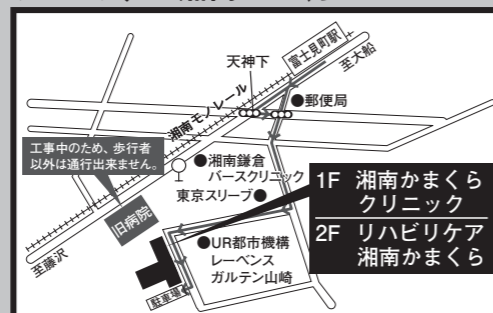 富士見町駅
至大船
天神下
湘南モノレール
●郵便局
工事中のため、歩行者
以外は通行出来ません。
●湘南鎌倉
バースクリニック
東京スリープ●
旧病院
至藤沢
●UR都市機構
レーベンス
ガルテン山崎
駐車場
1F 湘南かまくら
クリニック
2F リハビリケア
湘南かまくら